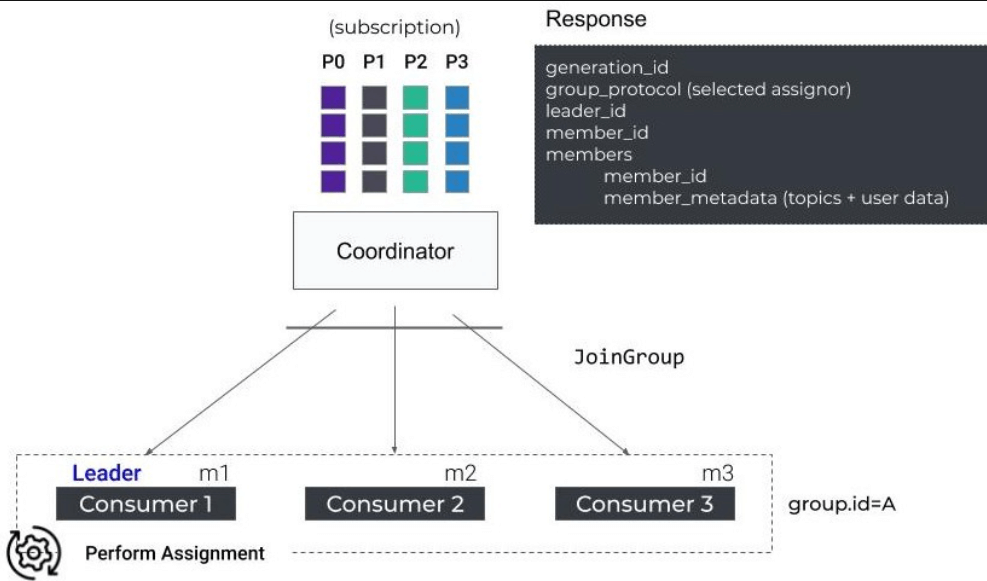 (subscription)
P0 P1 P2 P3
Response
generation_id
group_protocol (selected assignor)
leader_id
member_id
members
member_id
member_metadata (topics + user data)
Coordinator
JoinGroup
Leader m1
Consumer 1
m2
Consumer 2
m3
Consumer 3
group.id=A
Perform Assignment